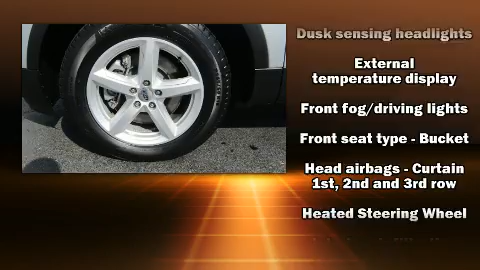 Dusk sensing headlights
External
temperature display
Front fog/driving lights
Front seat type - Bucket
Head airbags - Curtain
1st, 2nd and 3rd row
Heated Steering Wheel